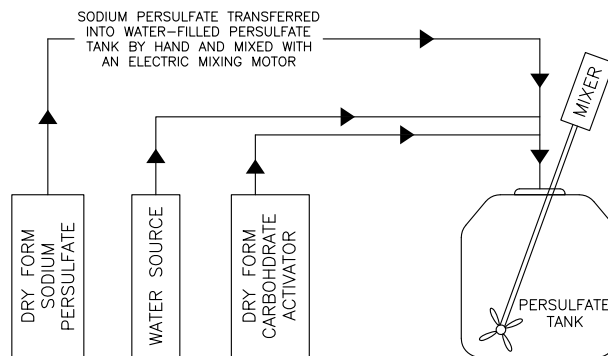 SODIUM PERSULFATE TRANSFERRED
INTO WATER-FILLED PERSULFATE
TANK BY HAND AND MIXED WITH
AN ELECTRIC MIXING MOTOR
MIXER
DRY FORM
SODIUM
PERSULFATE
WATER SOURCE
DRY FORM
CARBOHDRATE
ACTIVATOR
PERSULFATE
TANK